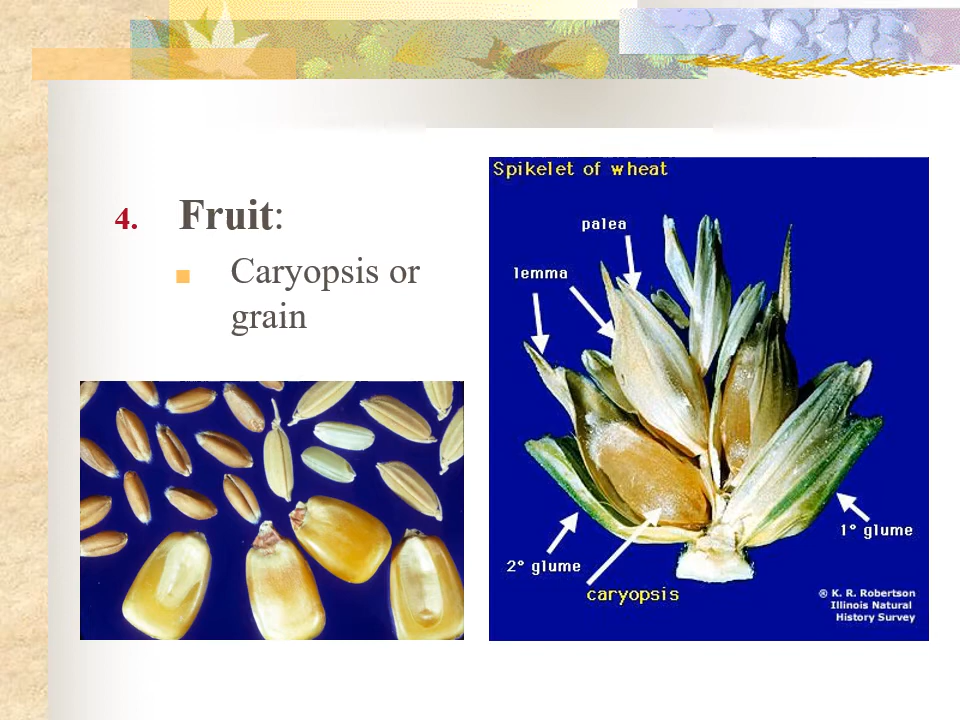 4. Fruit:
■ Caryopsis or
grain
Spikelet of wheat
palea
lemma
1° glume
2° glume
caryopsis
® K. R. Robertson
Illinois Natural
History Survey